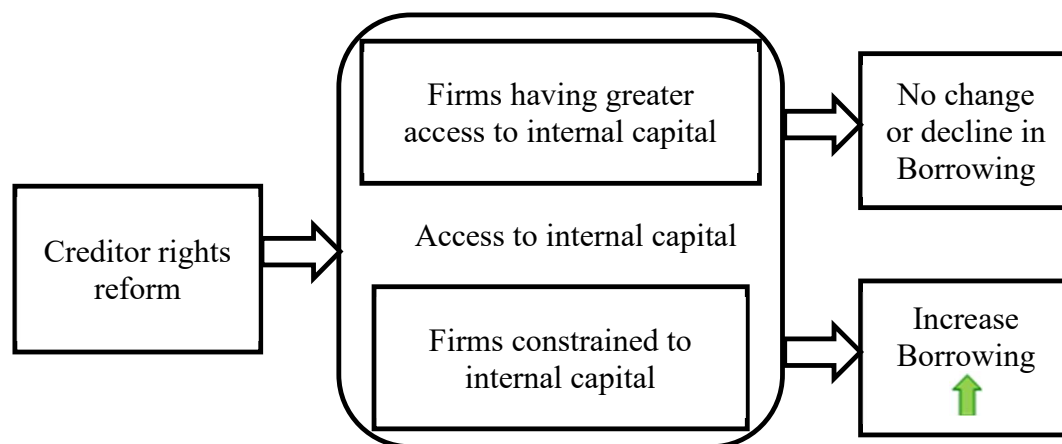 Creditor rights
reform
Firms having greater
access to internal capital
Access to internal capital
Firms constrained to
internal capital
No change
or decline in
Borrowing
Increase
Borrowing